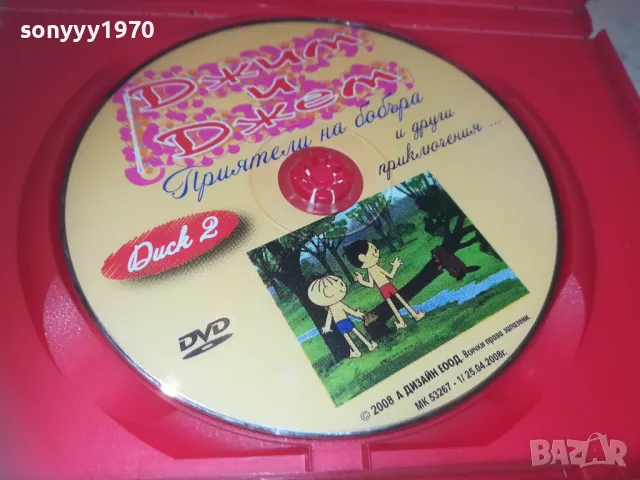 sonyyy1970
Джим
и
Джем
Приятели на бобъра
и други
приключения ...
Диск 2
DVD
© 2008 А ДИЗАЙН ЕООД. Всички права запазени.
МК 53267 - 1/ 25.04.2008г.
BAZAR